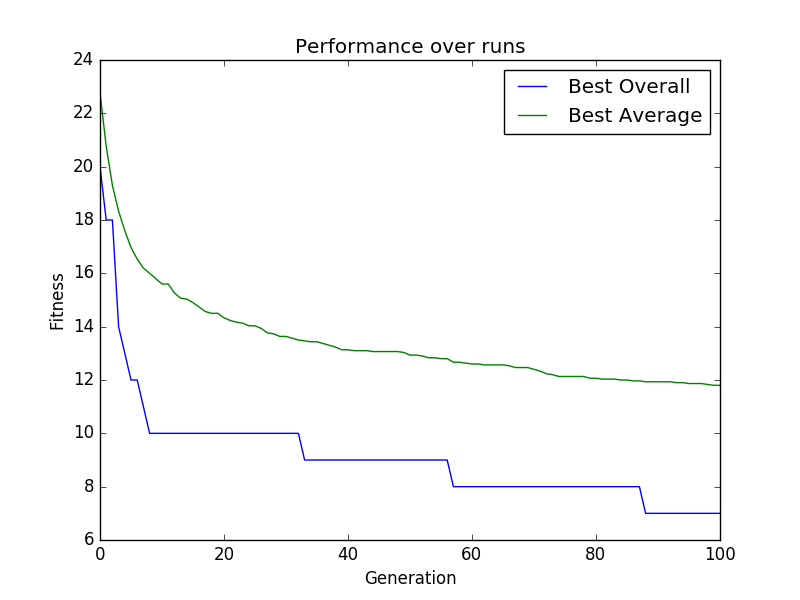 Performance over runs
24
22
20
18
16
14
12
10
8
6
Fitness
Best Overall
Best Average
0 20 40 60 80 100
Generation